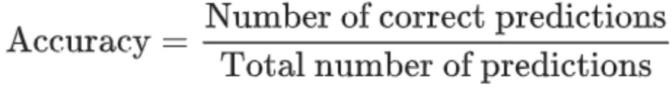 Accuracy = Number of correct predictions
Total number of predictions